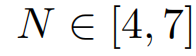 N ∈ [4, 7]